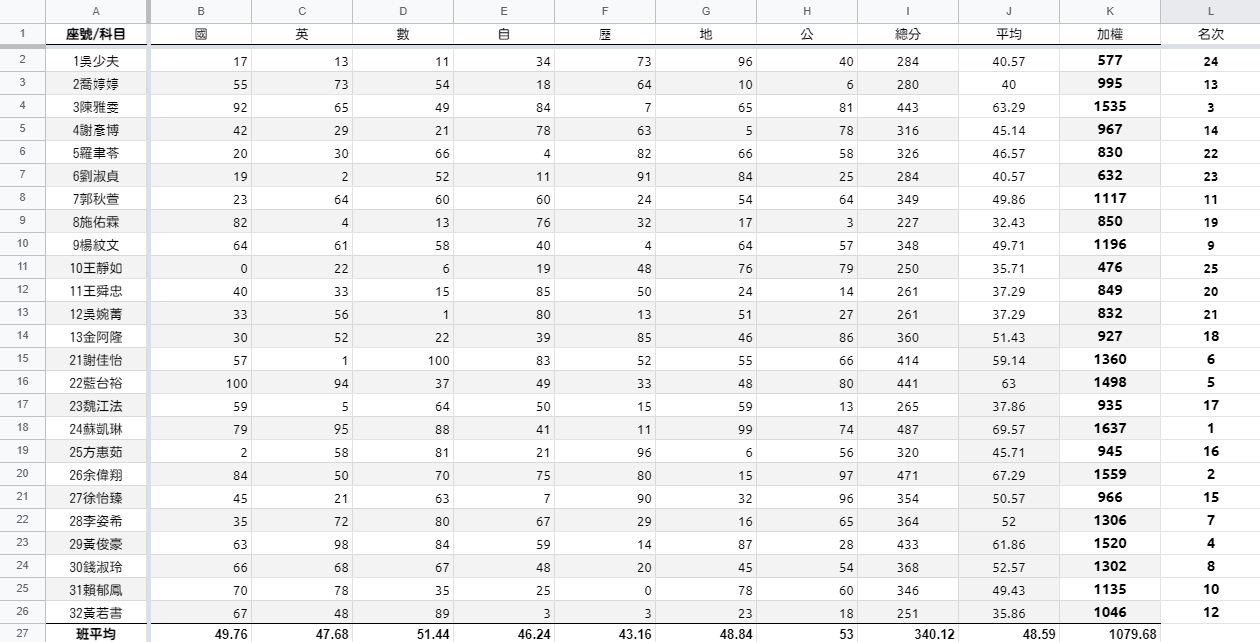 A B C D E F G H I J K L
1 座號/科目 國 英 數 自 歷 地 公 總分 平均 加權 名次
2 1吳少夫 17 13 11 34 73 96 40 284 40.57 577 24
3 2喬婷婷 55 73 54 18 64 10 6 280 40 995 13
4 3陳雅雯 92 65 49 84 7 65 81 443 63.29 1535 3
5 4謝彥博 42 29 21 78 63 5 78 316 45.14 967 14
6 5羅聿苓 20 30 66 4 82 66 58 326 46.57 830 22
7 6劉淑貞 19 2 52 11 91 84 25 284 40.57 632 23
8 7郭秋萱 23 64 60 60 24 54 64 349 49.86 1117 11
9 8施佑霖 82 4 13 76 32 17 3 227 32.43 850 19
10 9楊紋文 64 61 58 40 4 64 57 348 49.71 1196 9
11 10王靜如 0 22 6 19 48 76 79 250 35.71 476 25
12 11王舜忠 40 33 15 85 50 24 14 261 37.29 849 20
13 12吳婉菁 33 56 1 80 13 51 27 261 37.29 832 21
14 13金阿隆 30 52 22 39 85 46 86 360 51.43 927 18
15 21謝佳怡 57 1 100 83 52 55 66 414 59.14 1360 6
16 22藍台裕 100 94 37 49 33 48 80 441 63 1498 5
17 23魏江法 59 5 64 50 15 59 13 265 37.86 935 17
18 24蘇凱琳 79 95 88 41 11 99 74 487 69.57 1637 1
19 25方惠茹 2 58 81 21 96 6 56 320 45.71 945 16
20 26余偉翔 84 50 70 75 80 15 97 471 67.29 1559 2
21 27徐怡臻 45 21 63 7 90 32 96 354 50.57 966 15
22 28李姿希 35 72 80 67 29 16 65 364 52 1306 7
23 29黃俊豪 63 98 84 59 14 87 28 433 61.86 1520 4
24 30錢淑玲 66 68 67 48 20 45 54 368 52.57 1302 8
25 31賴郁鳳 70 78 35 25 0 78 60 346 49.43 1135 10
26 32黃若書 67 48 89 3 3 23 18 251 35.86 1046 12
27 班平均 49.76 47.68 51.44 46.24 43.16 48.84 53 340.12 48.59 1079.68